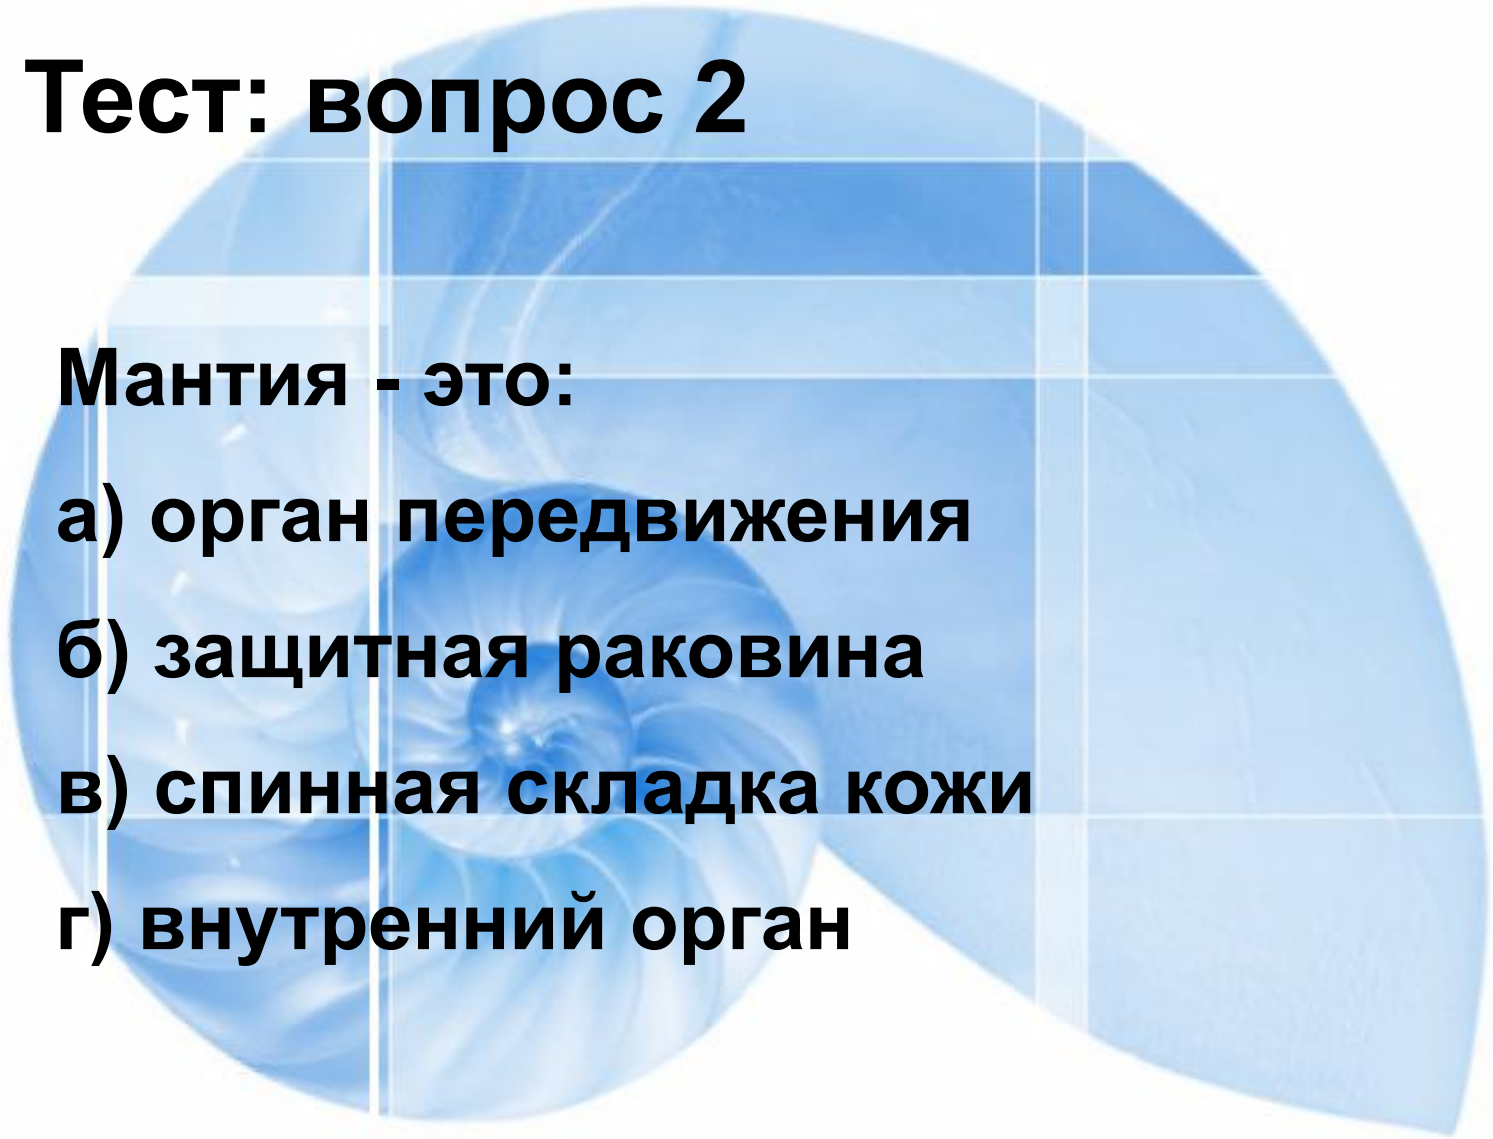 Тест: вопрос 2
Мантия - это:
а) орган передвижения
б) защитная раковина
в) спинная складка кожи
г) внутренний орган